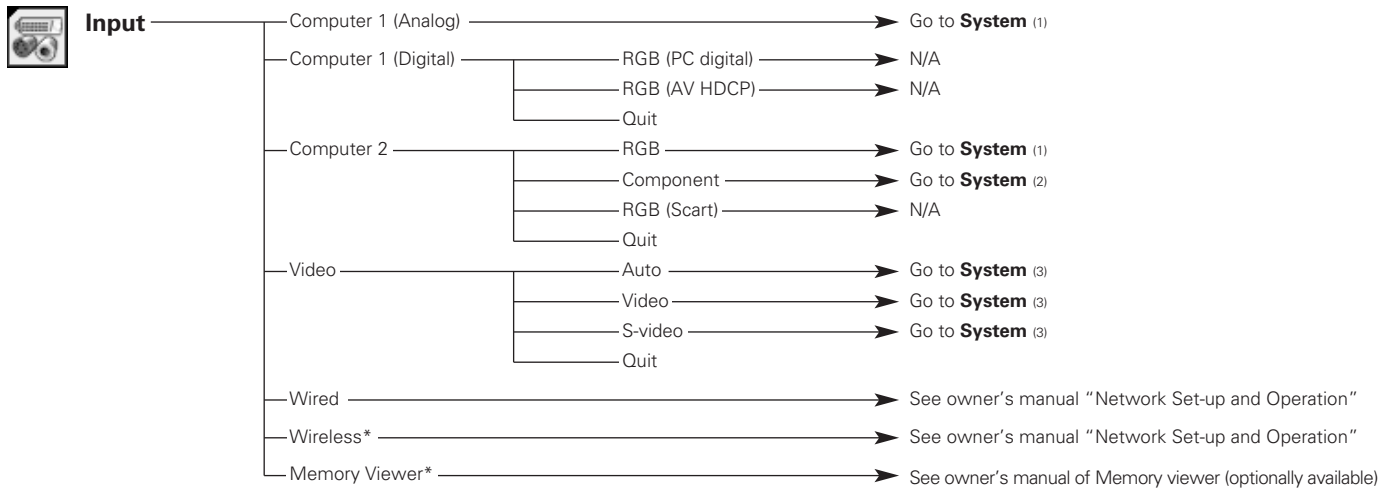 Input Computer 1 (Analog) Go to System (1)
Computer 1 (Digital) RGB (PC digital) N/A
RGB (AV HDCP) N/A
Quit
Computer 2 RGB Go to System (1)
Component Go to System (2)
RGB (Scart) N/A
Quit
Video Auto Go to System (3)
Video Go to System (3)
S-video Go to System (3)
Quit
Wired See owner's manual “Network Set-up and Operation”
Wireless* See owner's manual “Network Set-up and Operation”
Memory Viewer* See owner's manual of Memory viewer (optionally available)